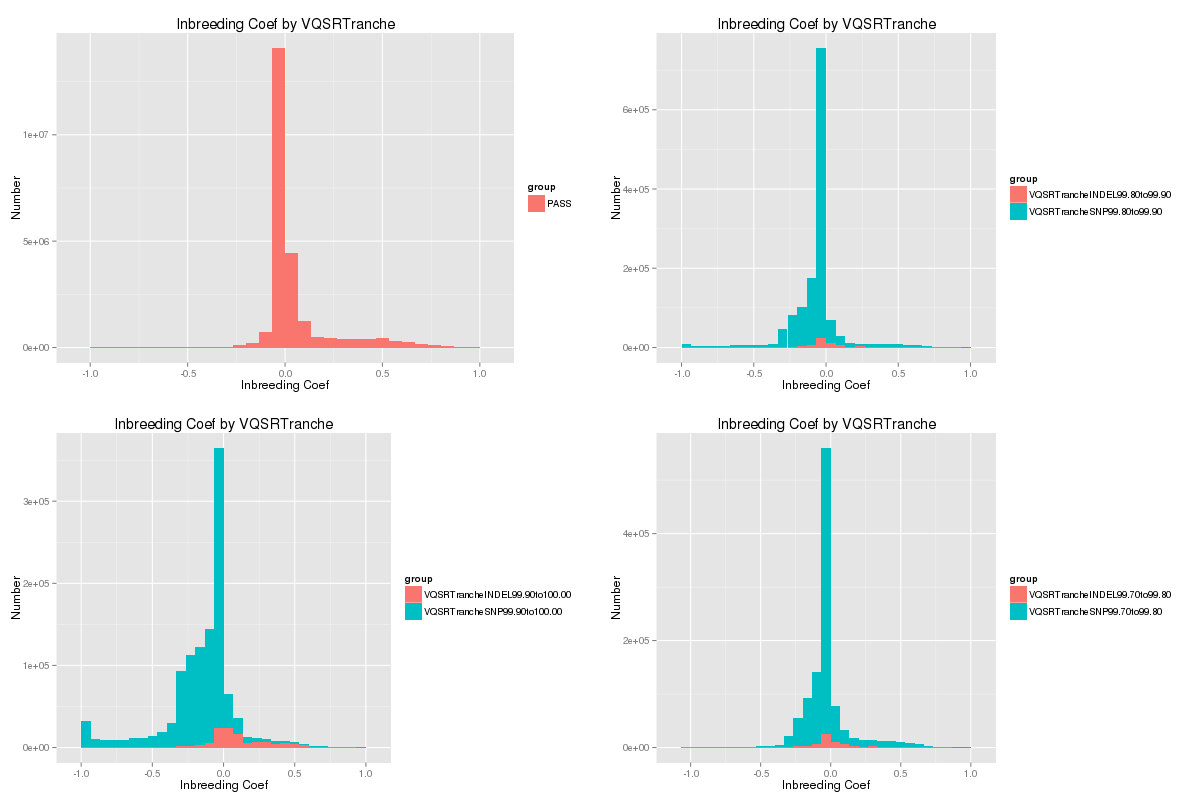 Inbreeding Coef by VQSRTranche
1e+07
5e+06
0e+00
Number
-1.0 -0.5 0.0 0.5 1.0
Inbreeding Coef
group
PASS
Inbreeding Coef by VQSRTranche
6e+05
4e+05
2e+05
0e+00
Number
-1.0 -0.5 0.0 0.5 1.0
Inbreeding Coef
group
VQSRTrancheINDEL99.80to99.90
VQSRTrancheSNP99.80to99.90
Inbreeding Coef by VQSRTranche
3e+05
2e+05
1e+05
0e+00
Number
-1.0 -0.5 0.0 0.5 1.0
Inbreeding Coef
group
VQSRTrancheINDEL99.90to100.00
VQSRTrancheSNP99.90to100.00
Inbreeding Coef by VQSRTranche
4e+05
2e+05
0e+00
Number
-1.0 -0.5 0.0 0.5 1.0
Inbreeding Coef
group
VQSRTrancheINDEL99.70to99.80
VQSRTrancheSNP99.70to99.80